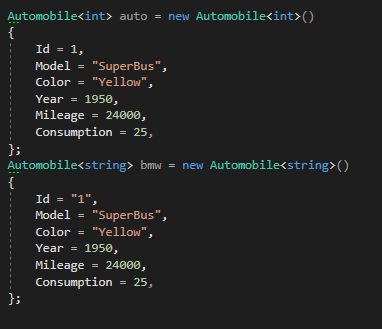 Automobile<int> auto = new Automobile<int>()
{
Id = 1,
Model = "SuperBus",
Color = "Yellow",
Year = 1950,
Mileage = 24000,
Consumption = 25,
};
Automobile<string> bmw = new Automobile<string>()
{
Id = "1",
Model = "SuperBus",
Color = "Yellow",
Year = 1950,
Mileage = 24000,
Consumption = 25,
};